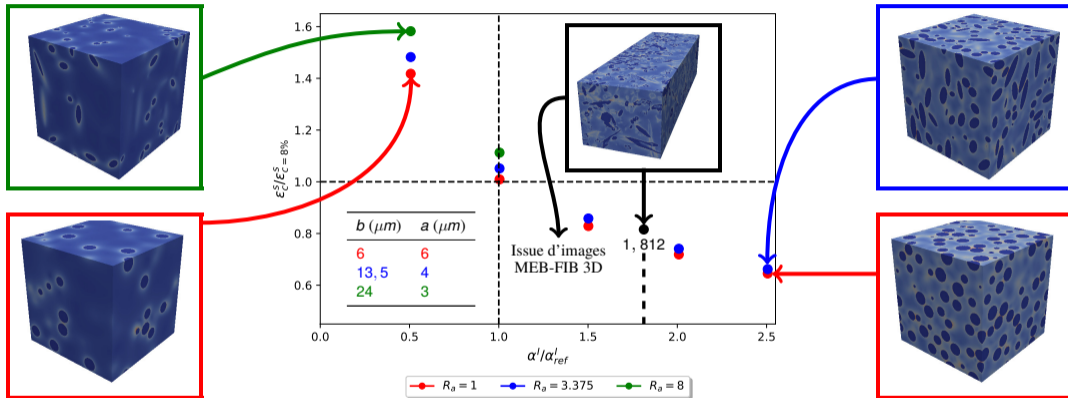 1.6
1.4
1.2
1.0
0.8
0.6
ε_C^S/ε_{C=8%}^S
b (μm) a (μm)
6 6
13,5 4
24 3
Issue d'images
MEB-FIB 3D
1,812
0.0 0.5 1.0 1.5 2.0 2.5
α^I/α_{ref}^I
R_a = 1 R_a = 3.375 R_a = 8